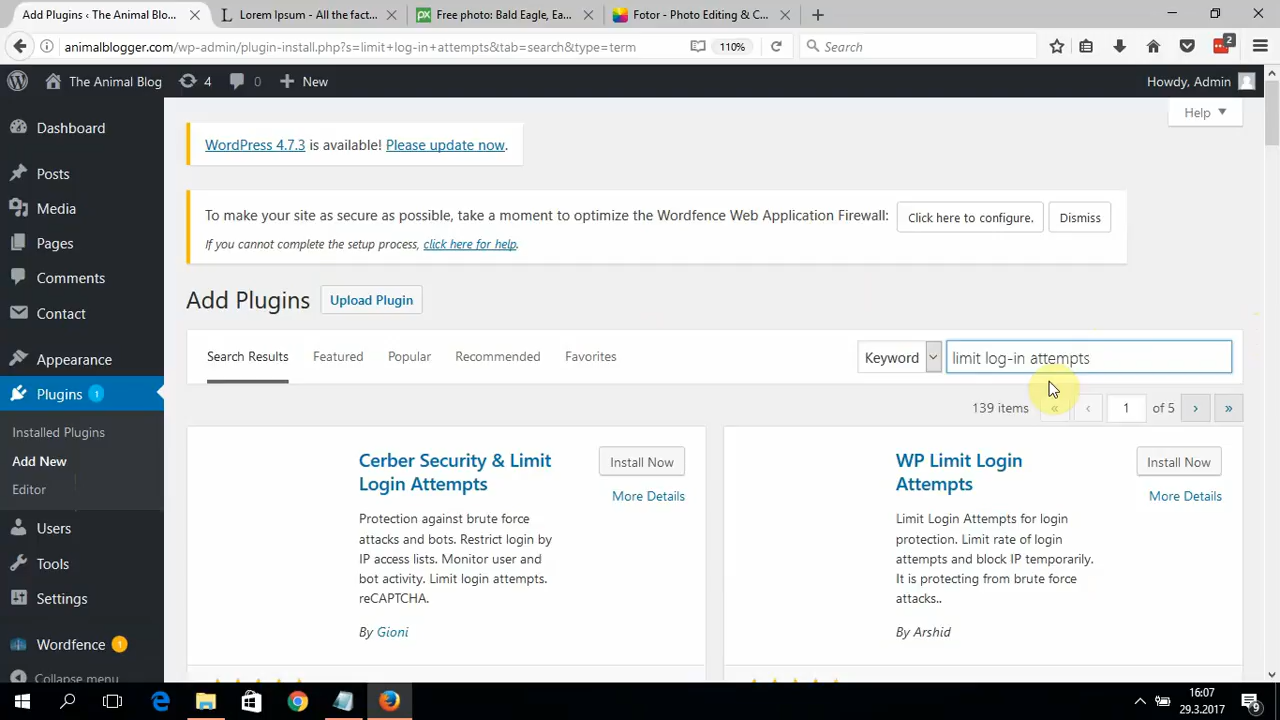 Add Plugins ‹ The Animal Blo...
Lorem Ipsum - All the fact...
Free photo: Bald Eagle, Ea...
Fotor - Photo Editing & C...
animalblogger.com/wp-admin/plugin-install.php?s=limit+log-in+attempts&tab=search&type=term
110%
Search
2
The Animal Blog
4
0
New
Howdy, Admin
Help
Dashboard
Posts
Media
Pages
Comments
Contact
Appearance
Plugins 1
Installed Plugins
Add New
Editor
Users
Tools
Settings
Wordfence 1
Collapse menu
WordPress 4.7.3 is available! Please update now.
To make your site as secure as possible, take a moment to optimize the Wordfence Web Application Firewall:
Click here to configure.
Dismiss
If you cannot complete the setup process, click here for help.
Add Plugins
Upload Plugin
Search Results
Featured
Popular
Recommended
Favorites
Keyword
limit log-in attempts
139 items
«
‹
1
of 5
›
»
Cerber Security & Limit
Login Attempts
Install Now
More Details
Protection against brute force
attacks and bots. Restrict login by
IP access lists. Monitor user and
bot activity. Limit login attempts.
reCAPTCHA.
By Gioni
WP Limit Login
Attempts
Install Now
More Details
Limit Login Attempts for login
protection. Limit rate of login
attempts and block IP temporarily.
It is protecting from brute force
attacks..
By Arshid
16:07
29.3.2017
9